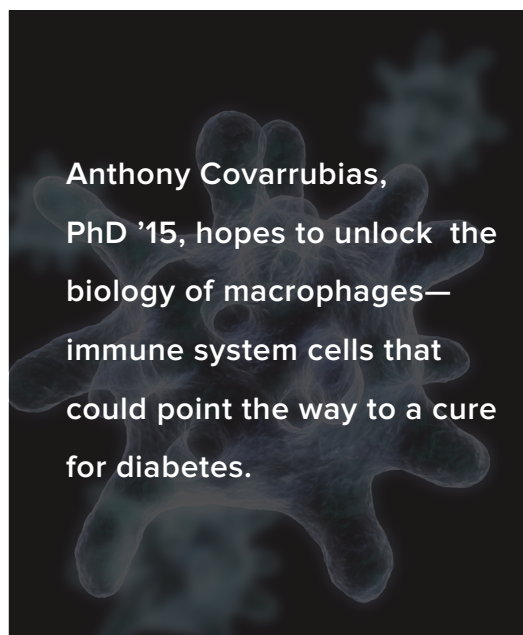 Anthony Covarrubias,
PhD ’15, hopes to unlock the
biology of macrophages—
immune system cells that
could point the way to a cure
for diabetes.